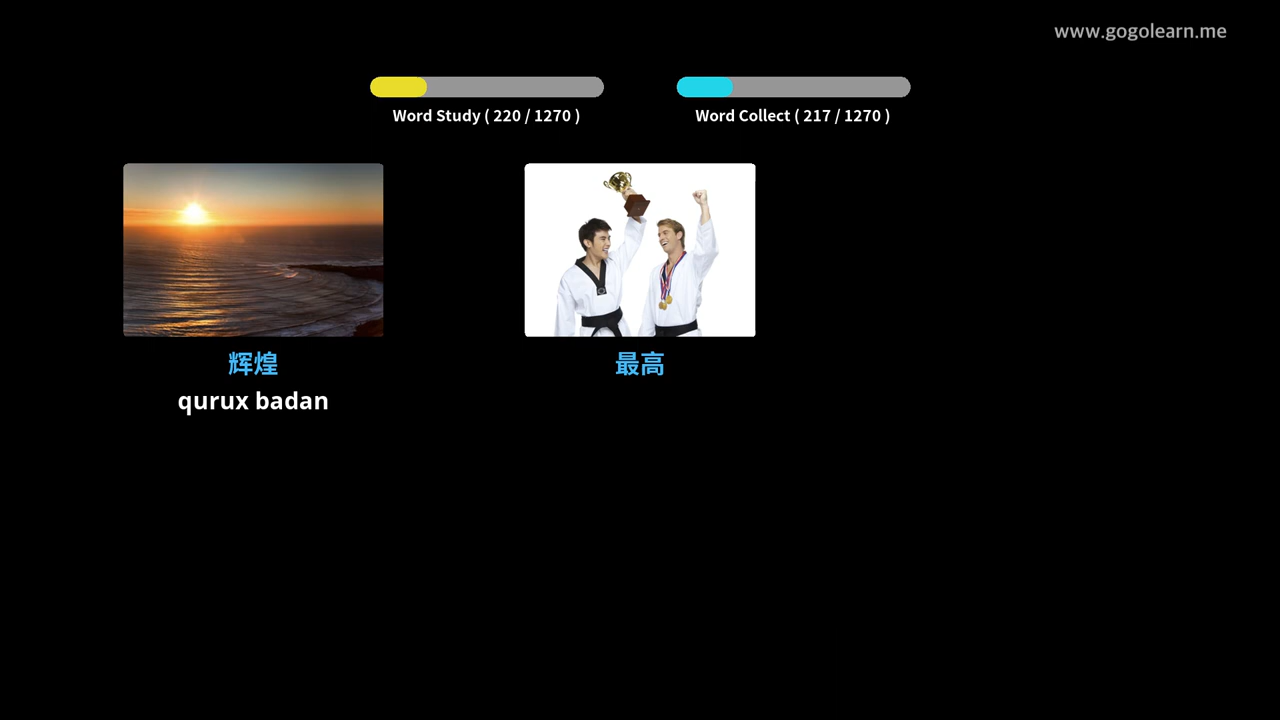 www.gogolearn.me
Word Study ( 220 / 1270 )
Word Collect ( 217 / 1270 )
辉煌
qurux badan
最高